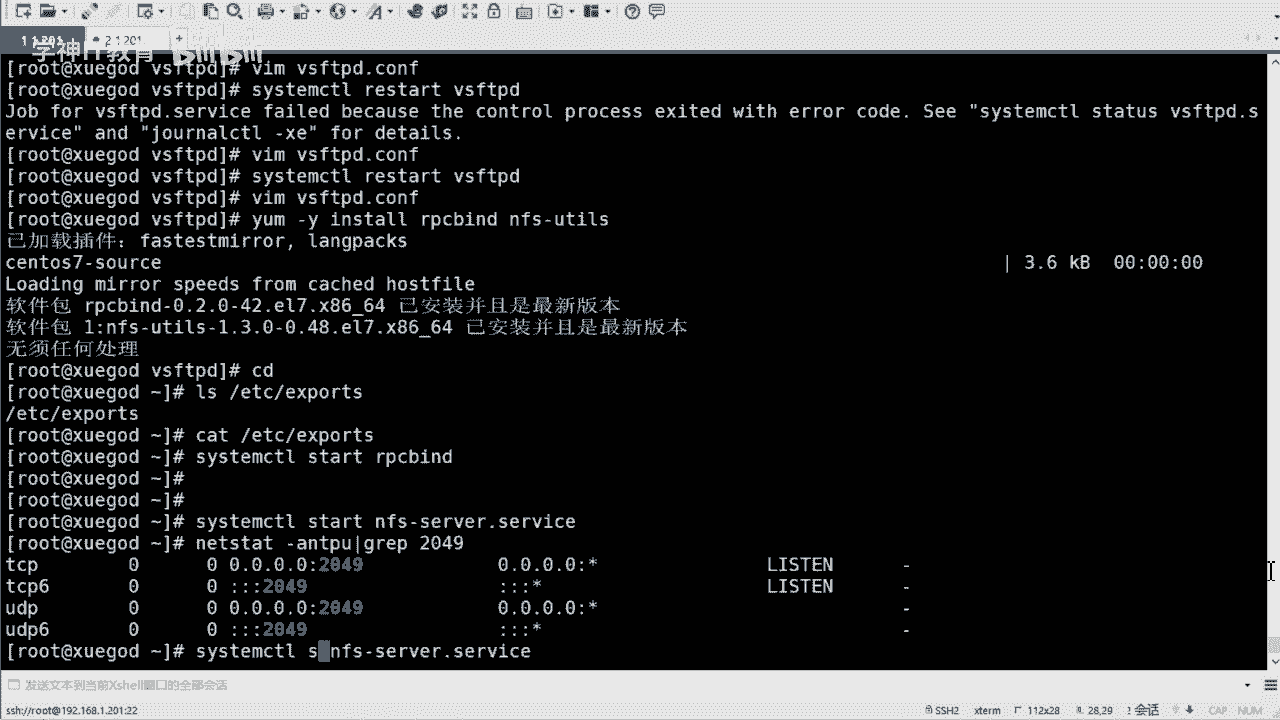 1 1.201
2 1.201
+
学神IT教育 bilibili
[root@xuegod vsftpd]# vim vsftpd.conf
[root@xuegod vsftpd]# systemctl restart vsftpd
Job for vsftpd.service failed because the control process exited with error code. See "systemctl status vsftpd.s
ervice" and "journalctl -xe" for details.
[root@xuegod vsftpd]# vim vsftpd.conf
[root@xuegod vsftpd]# systemctl restart vsftpd
[root@xuegod vsftpd]# vim vsftpd.conf
[root@xuegod vsftpd]# yum -y install rpcbind nfs-utils
已加载插件：fastestmirror, langpacks
centos7-source | 3.6 kB 00:00:00
Loading mirror speeds from cached hostfile
软件包 rpcbind-0.2.0-42.el7.x86_64 已安装并且是最新版本
软件包 1:nfs-utils-1.3.0-0.48.el7.x86_64 已安装并且是最新版本
无须任何处理
[root@xuegod vsftpd]# cd
[root@xuegod ~]# ls /etc/exports
/etc/exports
[root@xuegod ~]# cat /etc/exports
[root@xuegod ~]# systemctl start rpcbind
[root@xuegod ~]#
[root@xuegod ~]#
[root@xuegod ~]# systemctl start nfs-server.service
[root@xuegod ~]# netstat -antpu|grep 2049
tcp 0 0 0.0.0.0:2049 0.0.0.0:* LISTEN -
tcp6 0 0 :::2049 :::* LISTEN -
udp 0 0 0.0.0.0:2049 0.0.0.0:* -
udp6 0 0 :::2049 :::* -
[root@xuegod ~]# systemctl s nfs-server.service
发送文本到当前Xshell窗口的全部会话
ssh://root@192.168.1.201:22 SSH2 xterm 112x28 28,29 1 会话 CAP NUM